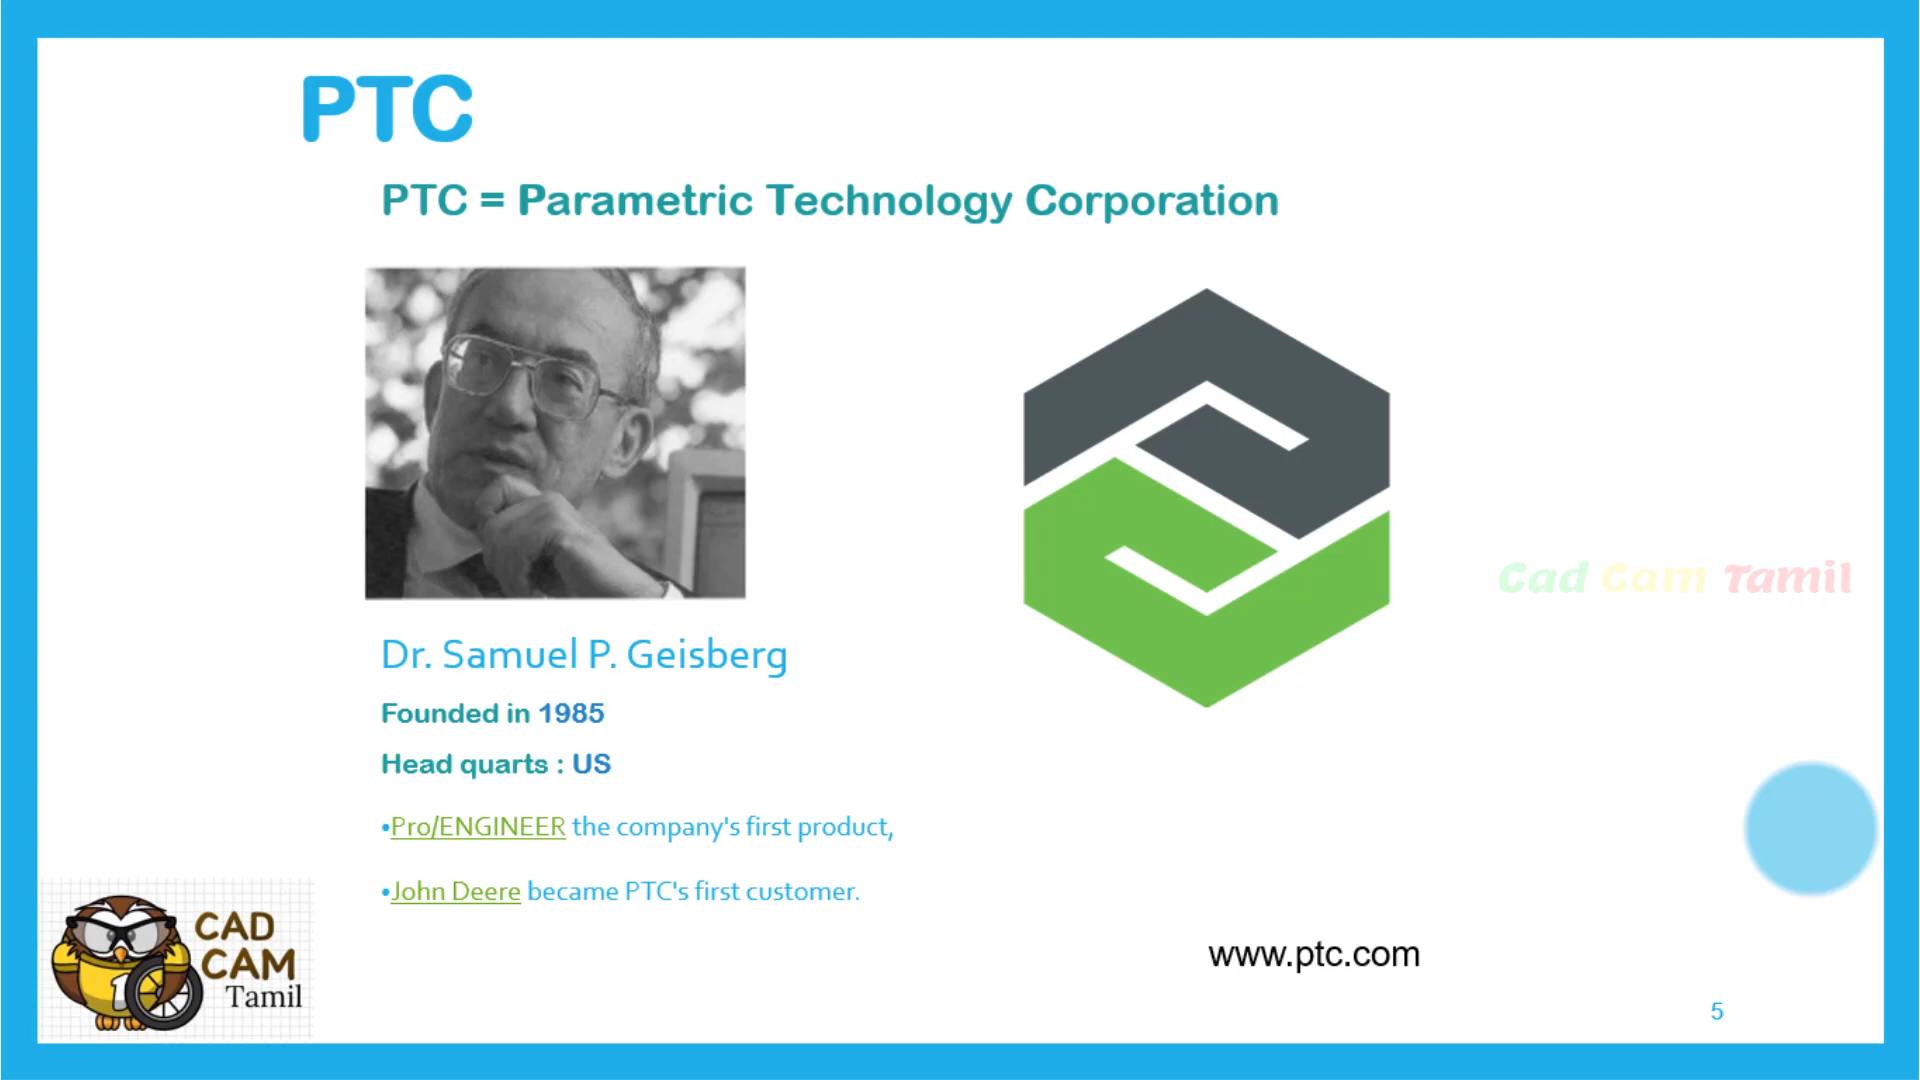 PTC
PTC = Parametric Technology Corporation
Cad Cam Tamil
Dr. Samuel P. Geisberg
Founded in 1985
Head quarts : US
•Pro/ENGINEER the company's first product,
•John Deere became PTC's first customer.
CAD
CAM
Tamil
1
www.ptc.com
5